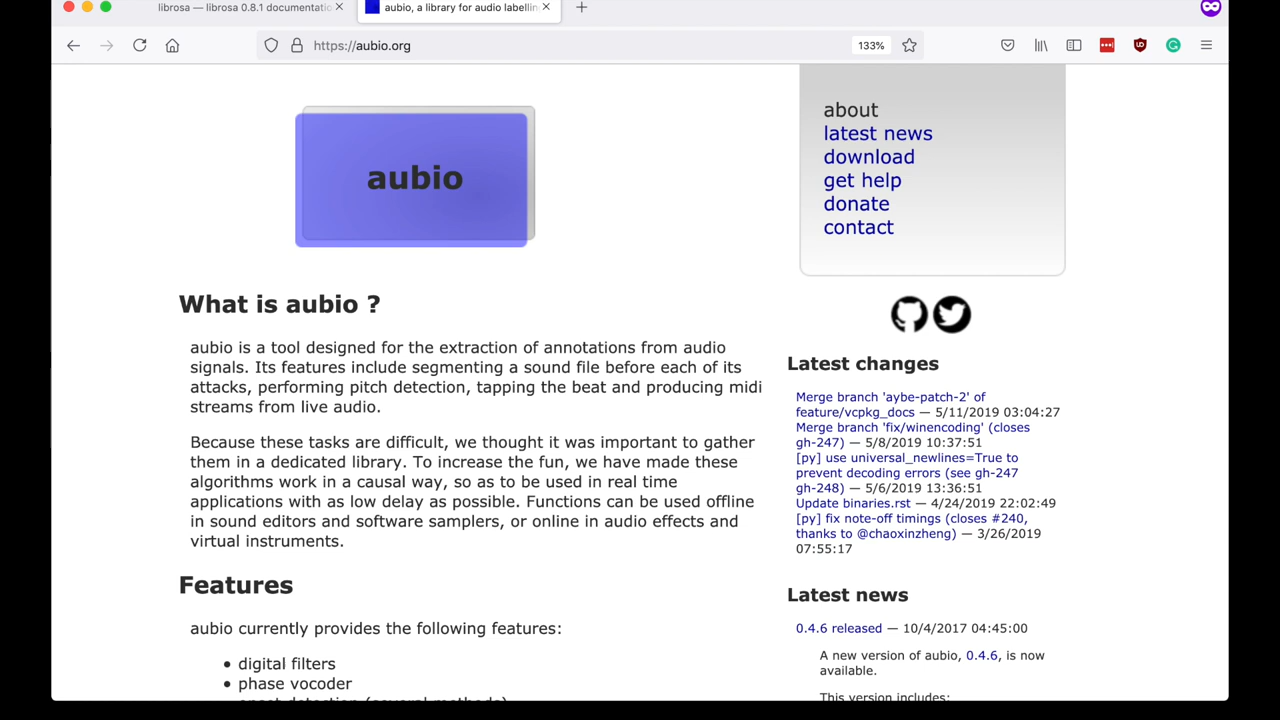 librosa — librosa 0.8.1 documentatio
aubio, a library for audio labellin
https://aubio.org
133%
aubio
about
latest news
download
get help
donate
contact
What is aubio ?
aubio is a tool designed for the extraction of annotations from audio
signals. Its features include segmenting a sound file before each of its
attacks, performing pitch detection, tapping the beat and producing midi
streams from live audio.
Because these tasks are difficult, we thought it was important to gather
them in a dedicated library. To increase the fun, we have made these
algorithms work in a causal way, so as to be used in real time
applications with as low delay as possible. Functions can be used offline
in sound editors and software samplers, or online in audio effects and
virtual instruments.
Features
aubio currently provides the following features:
• digital filters
• phase vocoder
• onset detection (several methods)
Latest changes
Merge branch 'aybe-patch-2' of
feature/vcpkg_docs — 5/11/2019 03:04:27
Merge branch 'fix/winencoding' (closes
gh-247) — 5/8/2019 10:37:51
[py] use universal_newlines=True to
prevent decoding errors (see gh-247
gh-248) — 5/6/2019 13:36:51
Update binaries.rst — 4/24/2019 22:02:49
[py] fix note-off timings (closes #240,
thanks to @chaoxinzheng) — 3/26/2019
07:55:17
Latest news
0.4.6 released — 10/4/2017 04:45:00
A new version of aubio, 0.4.6, is now
available.
This version includes: